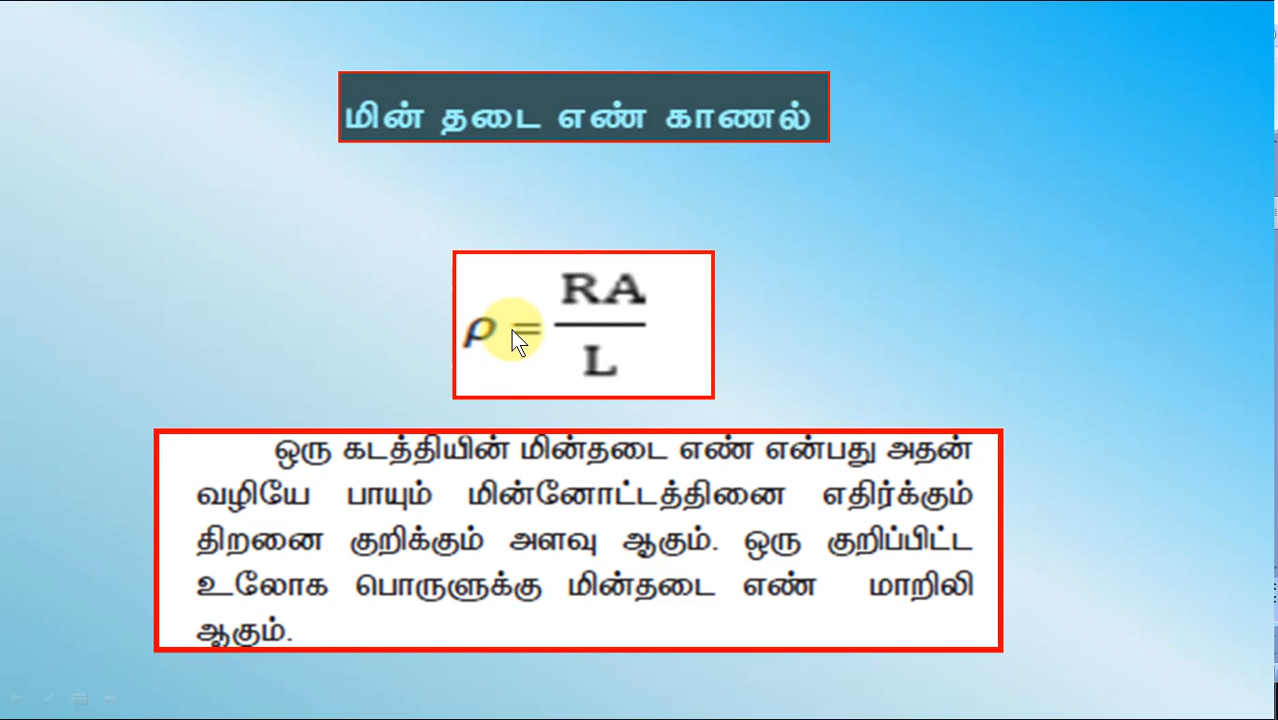 மின் தடை எண் காணல்
ρ = RA / L
ஒரு கடத்தியின் மின்தடை எண் என்பது அதன்
வழியே பாயும் மின்னோட்டத்தினை எதிர்க்கும்
திறனை குறிக்கும் அளவு ஆகும். ஒரு குறிப்பிட்ட
உலோக பொருளுக்கு மின்தடை எண் மாறிலி
ஆகும்.